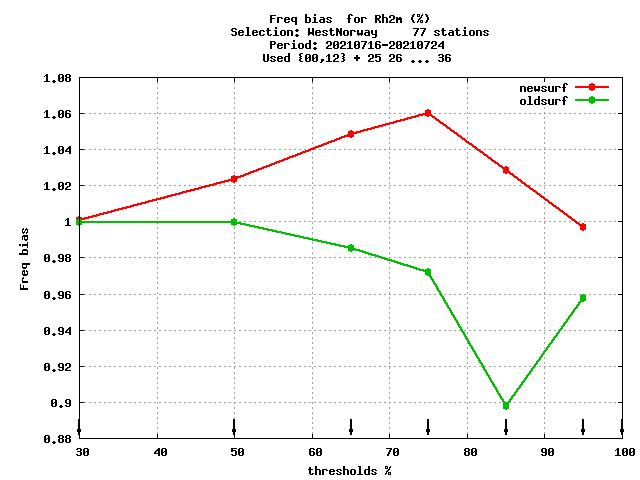 Freq bias  for Rh2m (%)
Selection: WestNorway     77 stations
Period: 20210716-20210724
Used {00,12} + 25 26 ... 36
newsurf
oldsurf
Freq bias
1.08
1.06
1.04
1.02
1
0.98
0.96
0.94
0.92
0.9
0.88
30 40 50 60 70 80 90 100
thresholds %